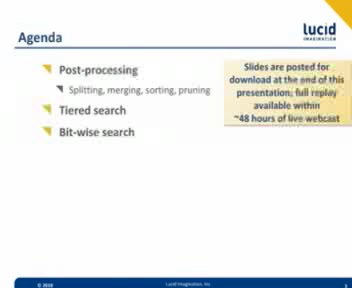 lucid
IMAGINATION
Agenda
Post-processing
Splitting, merging, sorting, pruning
Tiered search
Bit-wise search
Slides are posted for
download at the end of this
presentation; full replay
available within
~48 hours of live webcast
Lucid Imagination, Inc.